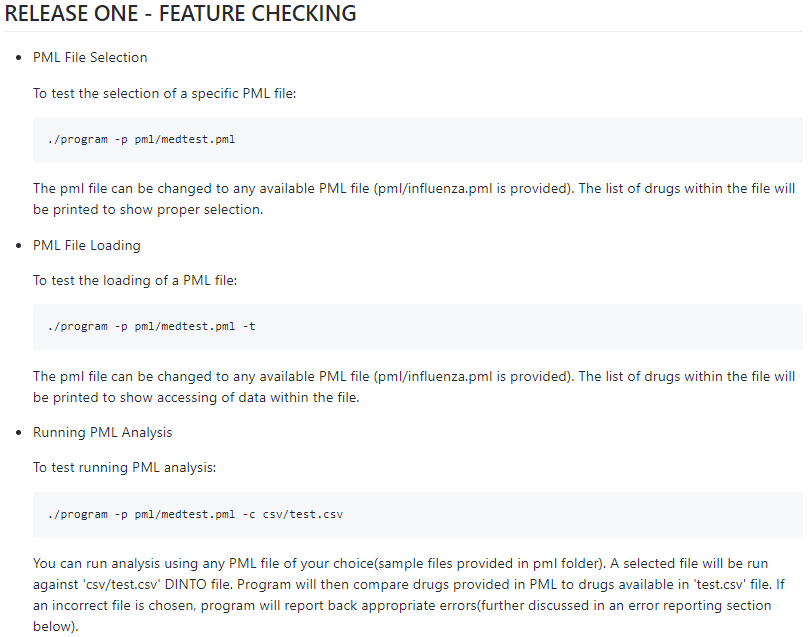 RELEASE ONE - FEATURE CHECKING
PML File Selection
To test the selection of a specific PML file:
./program -p pml/medtest.pml
The pml file can be changed to any available PML file (pml/influenza.pml is provided). The list of drugs within the file will
be printed to show proper selection.
PML File Loading
To test the loading of a PML file:
./program -p pml/medtest.pml -t
The pml file can be changed to any available PML file (pml/influenza.pml is provided). The list of drugs within the file will
be printed to show accessing of data within the file.
Running PML Analysis
To test running PML analysis:
./program -p pml/medtest.pml -c csv/test.csv
You can run analysis using any PML file of your choice(sample files provided in pml folder). A selected file will be run
against 'csv/test.csv' DINTO file. Program will then compare drugs provided in PML to drugs available in 'test.csv' file. If
an incorrect file is chosen, program will report back appropriate errors(further discussed in an error reporting section
below).